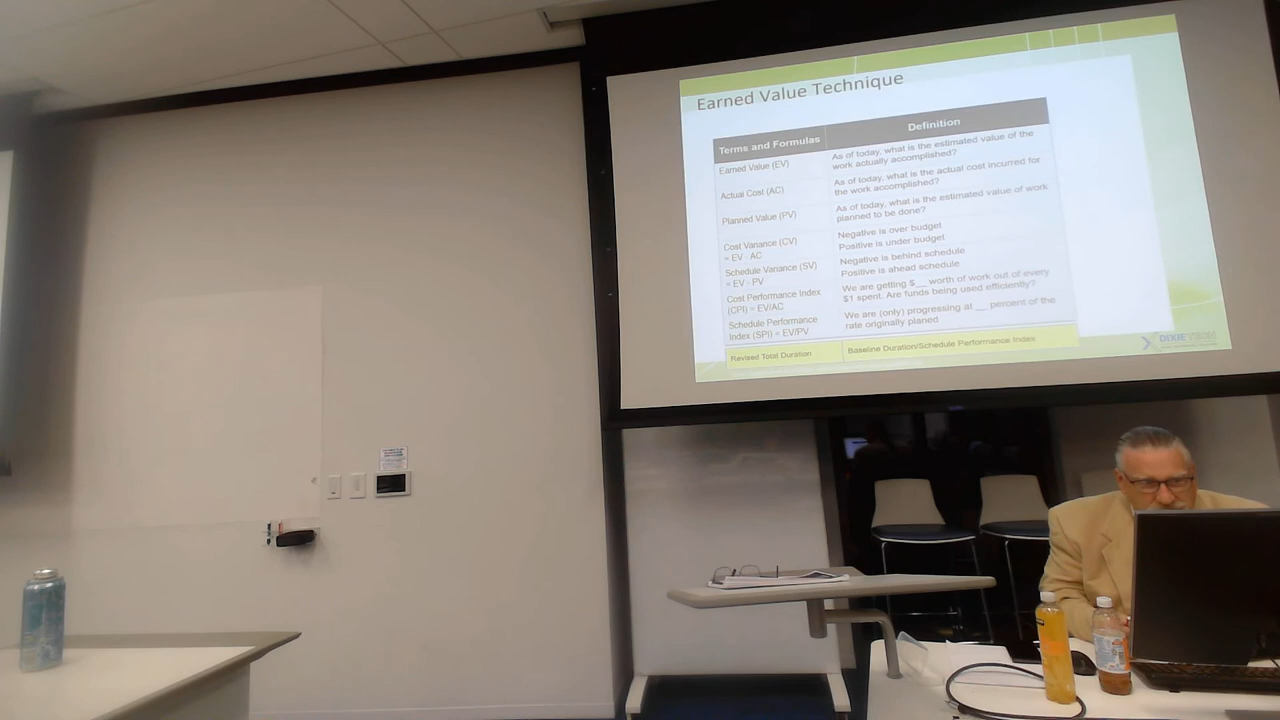 Earned Value Technique
Terms and Formulas
Definition
Earned Value (EV)
As of today, what is the estimated value of the
work actually accomplished?
Actual Cost (AC)
As of today, what is the actual cost incurred for
the work accomplished?
Planned Value (PV)
As of today, what is the estimated value of work
planned to be done?
Cost Variance (CV)
= EV - AC
Negative is over budget
Positive is under budget
Schedule Variance (SV)
= EV - PV
Negative is behind schedule
Positive is ahead schedule
Cost Performance Index
(CPI) = EV/AC
We are getting $__ worth of work out of every
$1 spent. Are funds being used efficiently?
Schedule Performance
Index (SPI) = EV/PV
We are (only) progressing at __ percent of the
rate originally planed
Revised Total Duration
Baseline Duration/Schedule Performance Index
DIXIE